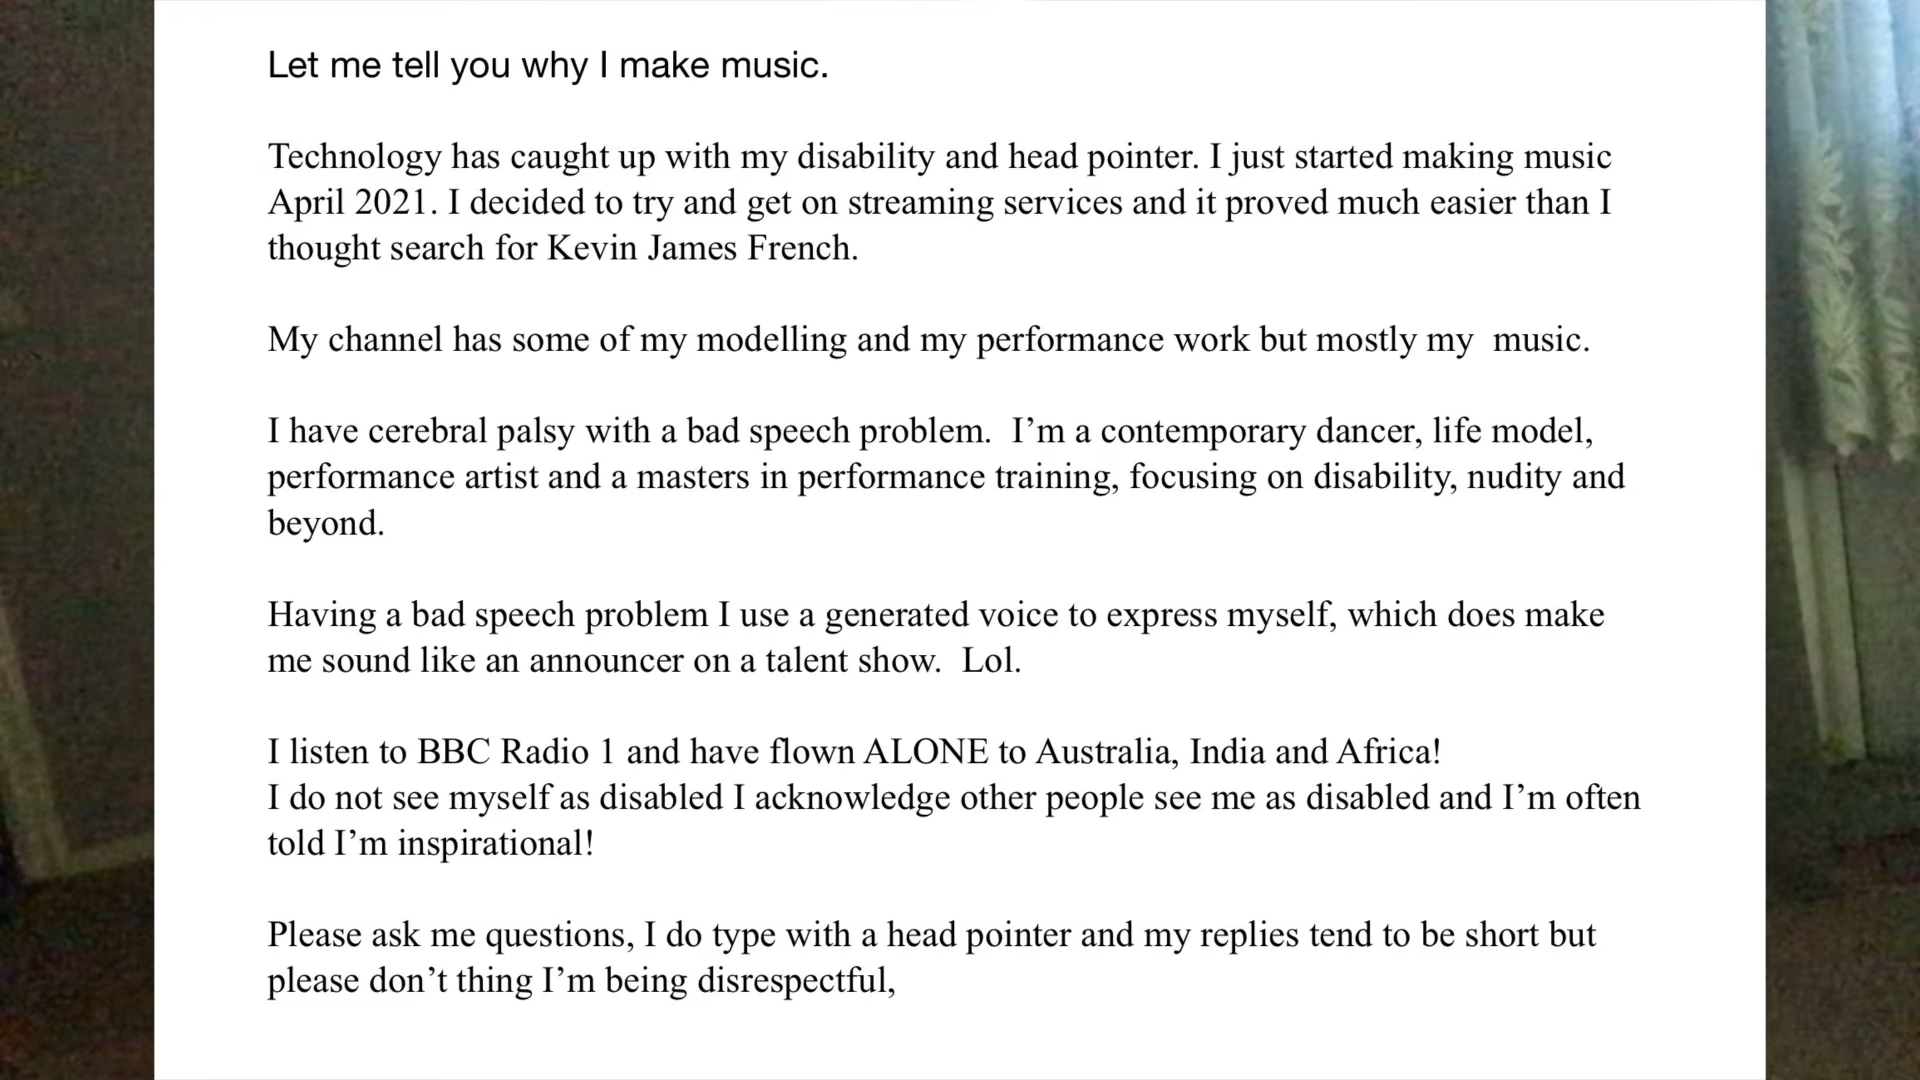 Let me tell you why I make music.
Technology has caught up with my disability and head pointer. I just started making music
April 2021. I decided to try and get on streaming services and it proved much easier than I
thought search for Kevin James French.
My channel has some of my modelling and my performance work but mostly my  music.
I have cerebral palsy with a bad speech problem.  I’m a contemporary dancer, life model,
performance artist and a masters in performance training, focusing on disability, nudity and
beyond.
Having a bad speech problem I use a generated voice to express myself, which does make
me sound like an announcer on a talent show.  Lol.
I listen to BBC Radio 1 and have flown ALONE to Australia, India and Africa!
I do not see myself as disabled I acknowledge other people see me as disabled and I’m often
told I’m inspirational!
Please ask me questions, I do type with a head pointer and my replies tend to be short but
please don’t thing I’m being disrespectful,